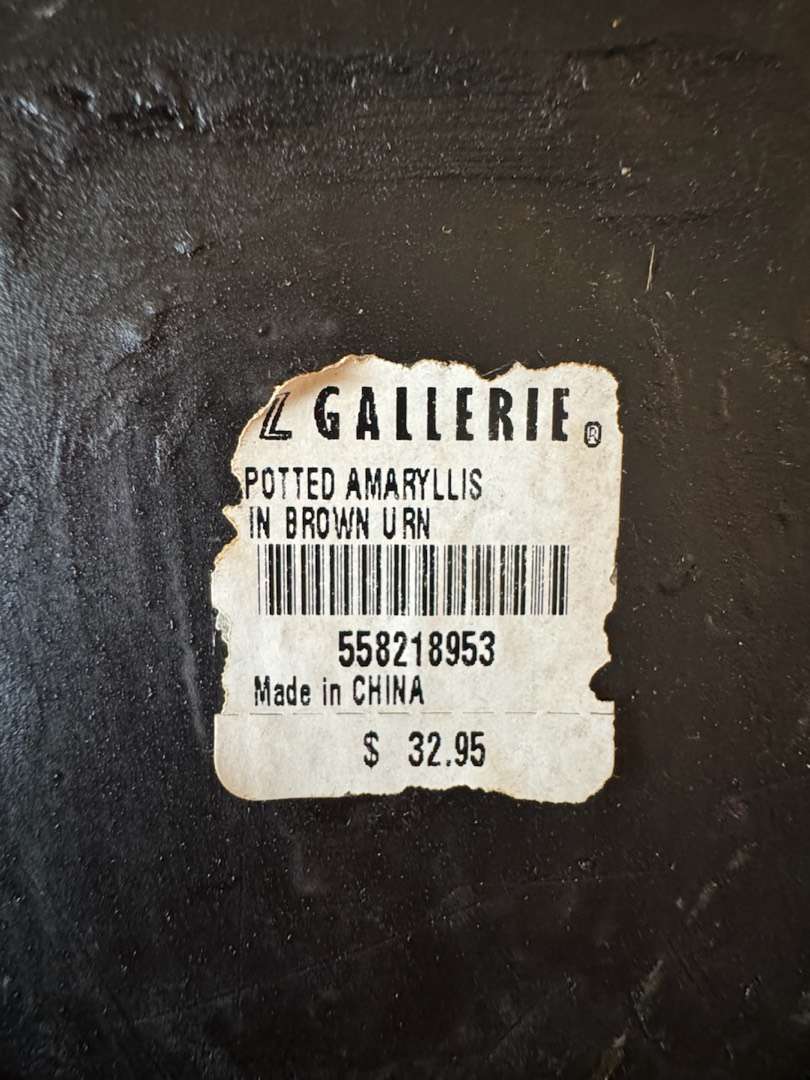 Z GALLERIE®
POTTED AMARYLLIS
IN BROWN URN
558218953
Made in CHINA
$ 32.95